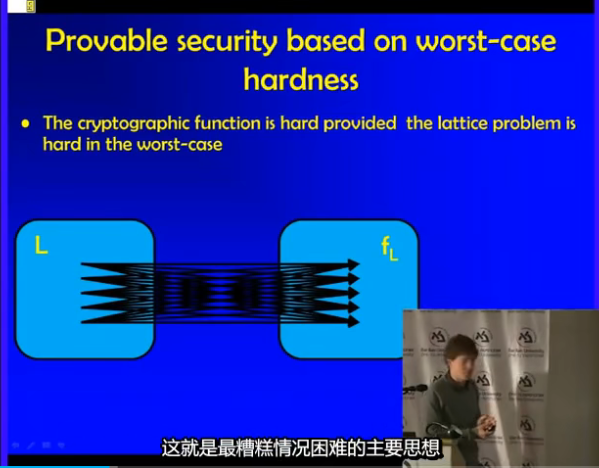 Provable security based on worst-case
hardness
• The cryptographic function is hard provided the lattice problem is
hard in the worst-case
L
fL
这就是最糟糕情况困难的主要思想